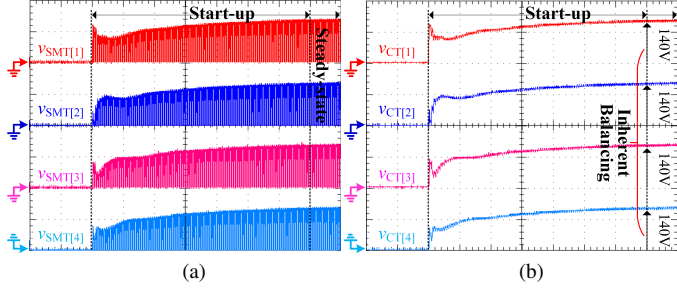 Start-up
Steady-state
vSMT[1]
vSMT[2]
vSMT[3]
vSMT[4]
(a)
Start-up
vCT[1]
vCT[2]
vCT[3]
vCT[4]
Inherent
Balancing
140V
140V
140V
140V
(b)